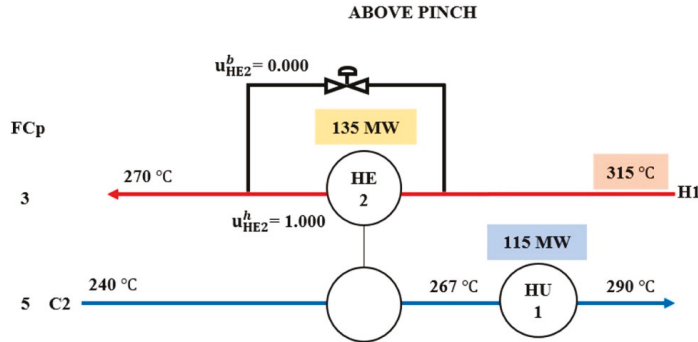 ABOVE PINCH
u^b_HE2 = 0.000
FCp
135 MW
270 °C
HE
2
315 °C
3
H1
u^h_HE2 = 1.000
115 MW
240 °C
267 °C
HU
1
290 °C
5 C2